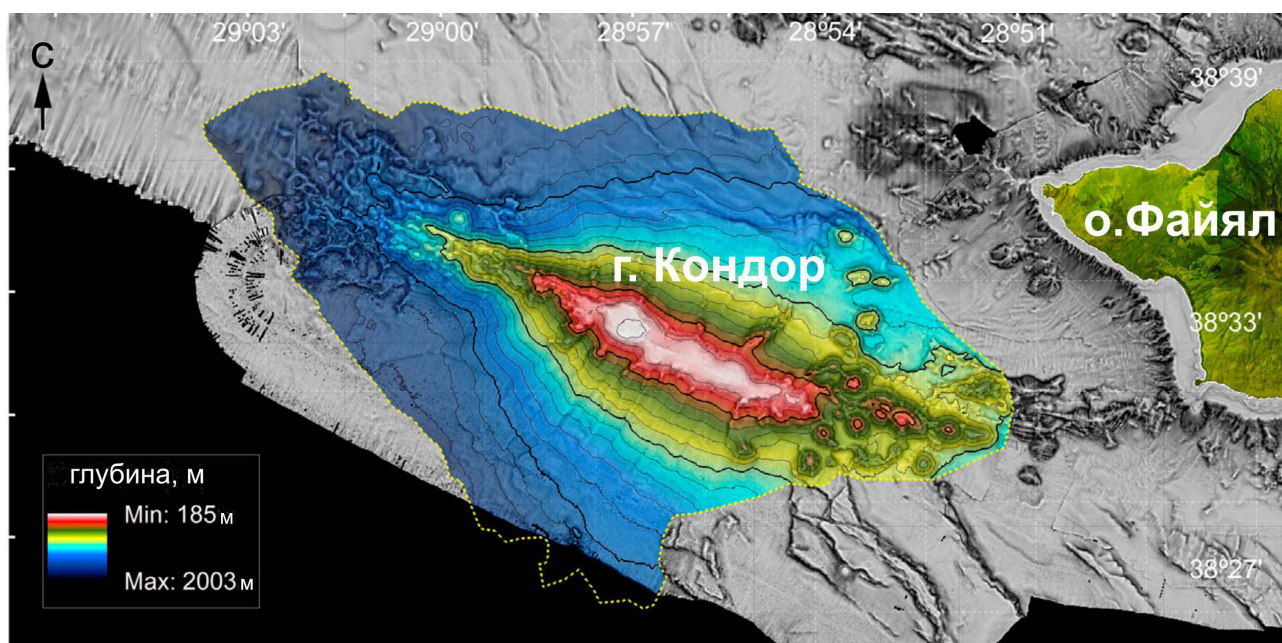 29º03' 29º00' 28º57' 28º54' 28º51'
С
38º39'
о.Файял
г. Кондор
38º33'
глубина, м
Min: 185 м
Max: 2003 м
38º27'